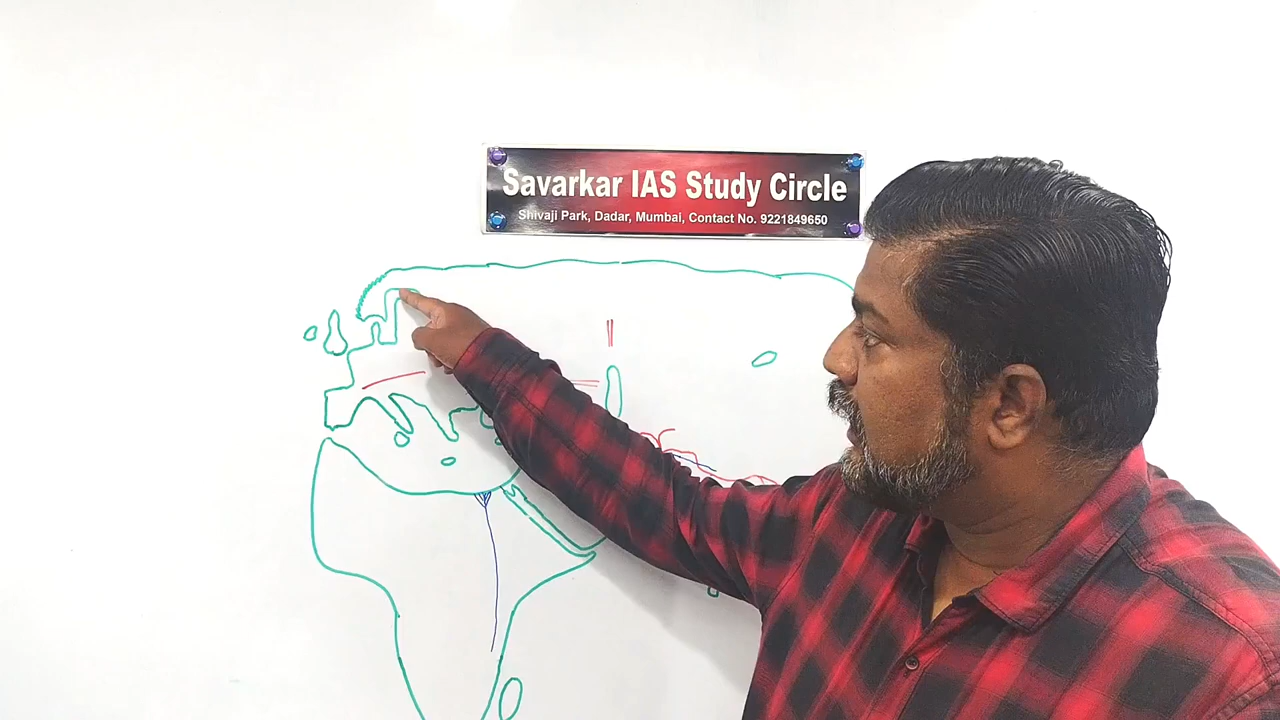 Savarkar IAS Study Circle
Shivaji Park, Dadar, Mumbai, Contact No. 9221849650